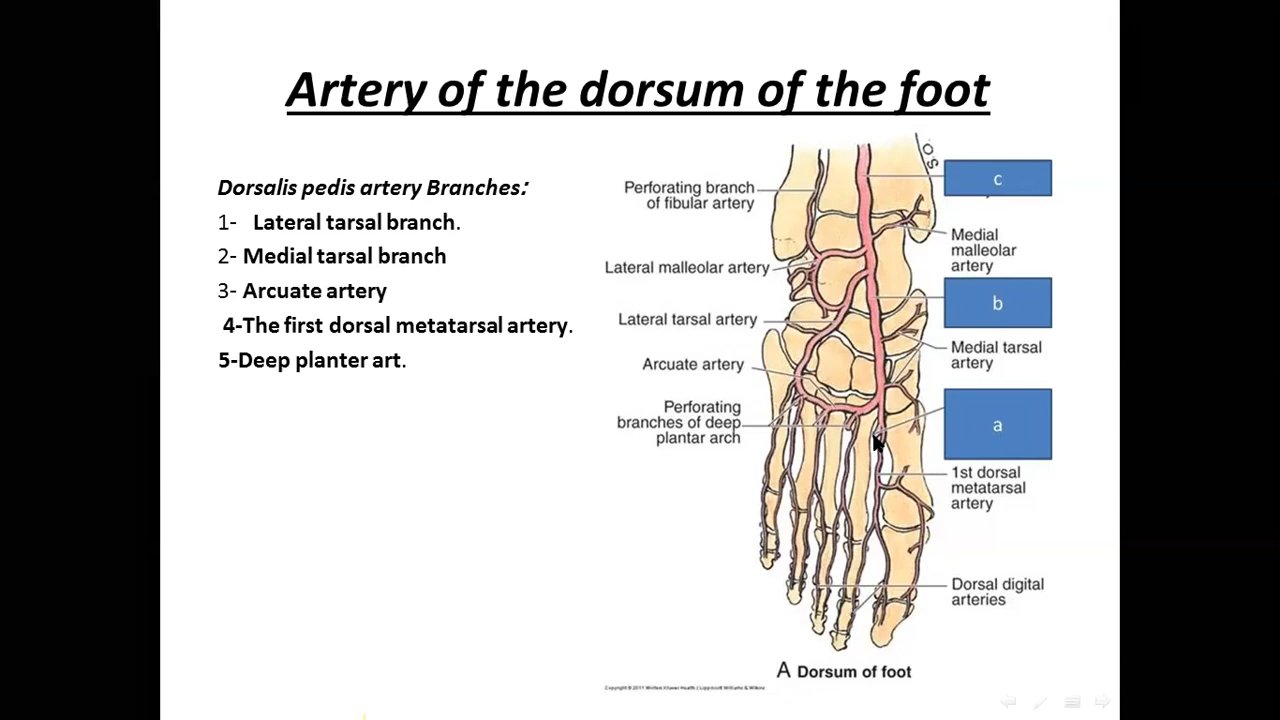 Artery of the dorsum of the foot
Dorsalis pedis artery Branches:
1- Lateral tarsal branch.
2- Medial tarsal branch
3- Arcuate artery
4-The first dorsal metatarsal artery.
5-Deep planter art.
Perforating branch
of fibular artery
Lateral malleolar artery
Lateral tarsal artery
Arcuate artery
Perforating
branches of deep
plantar arch
c
Medial
malleolar
artery
b
Medial tarsal
artery
a
1st dorsal
metatarsal
artery
Dorsal digital
arteries
A Dorsum of foot